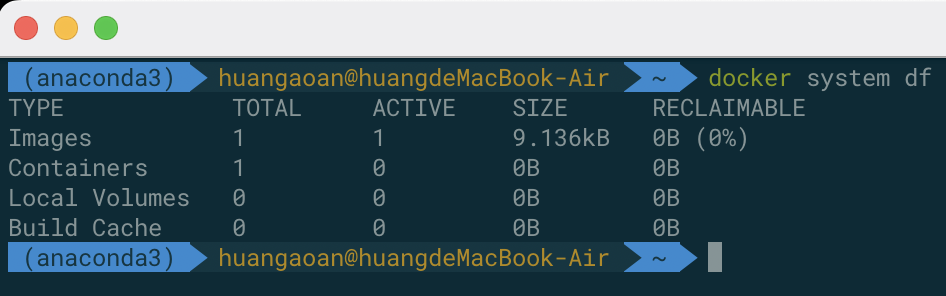 (anaconda3) huangaoan@huangdeMacBook-Air ~ docker system df
TYPE TOTAL ACTIVE SIZE RECLAIMABLE
Images 1 1 9.136kB 0B (0%)
Containers 1 0 0B 0B
Local Volumes 0 0 0B 0B
Build Cache 0 0 0B 0B
(anaconda3) huangaoan@huangdeMacBook-Air ~